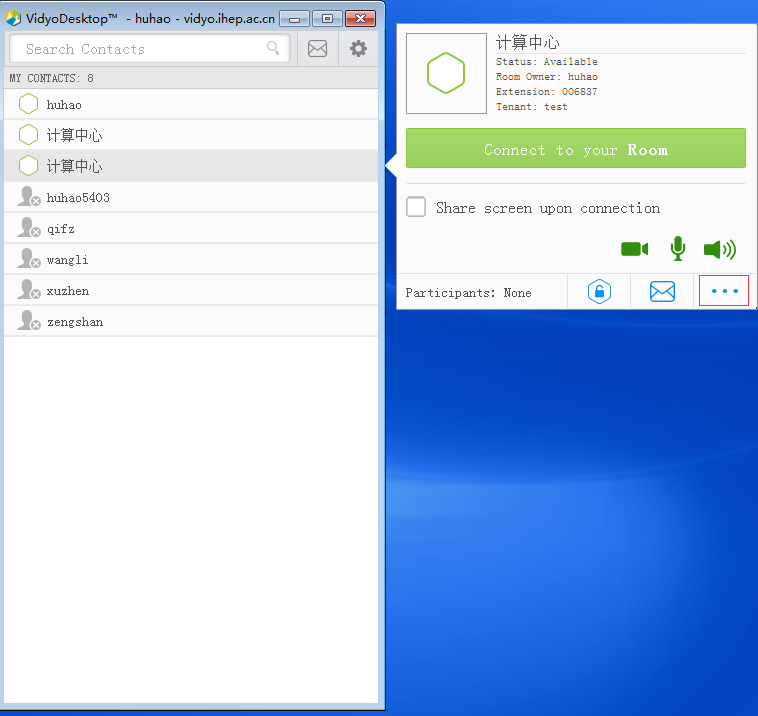 VidyoDesktop™ - huhao - vidyo.ihep.ac.cn
Search Contacts
MY CONTACTS: 8
huhao
计算中心
计算中心
huhao5403
qifz
wangli
xuzhen
zengshan
计算中心
Status: Available
Room Owner: huhao
Extension: 006837
Tenant: test
Connect to your Room
Share screen upon connection
Participants: None